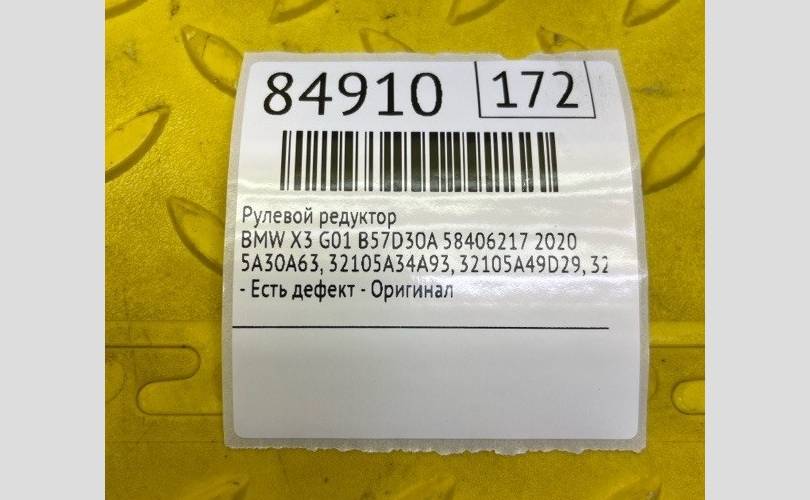 84910 172
Рулевой редуктор
BMW X3 G01 B57D30A 58406217 2020
5A30A63, 32105A34A93, 32105A49D29, 32
- Есть дефект - Оригинал